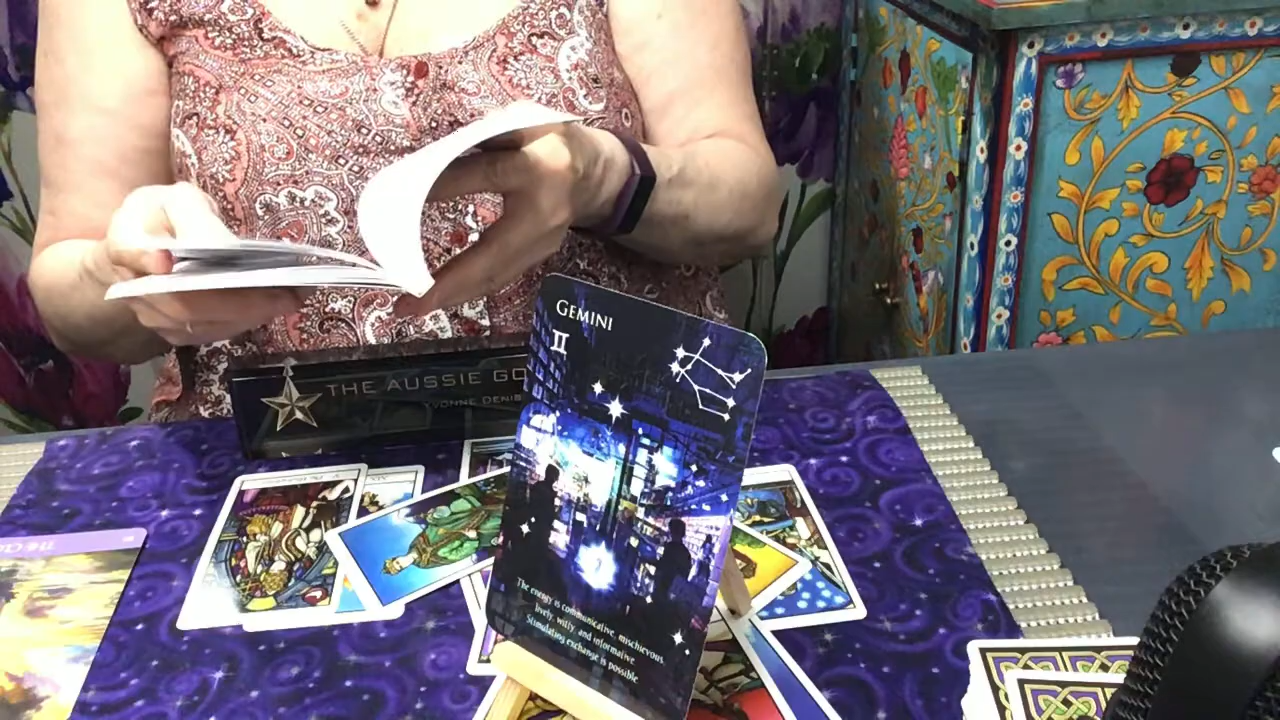 GEMINI
♊
THE AUSSIE GO
YVONNE DENIS
The energy is communicative, mischievous,
lively, witty, and informative
Stimulating exchange is possible